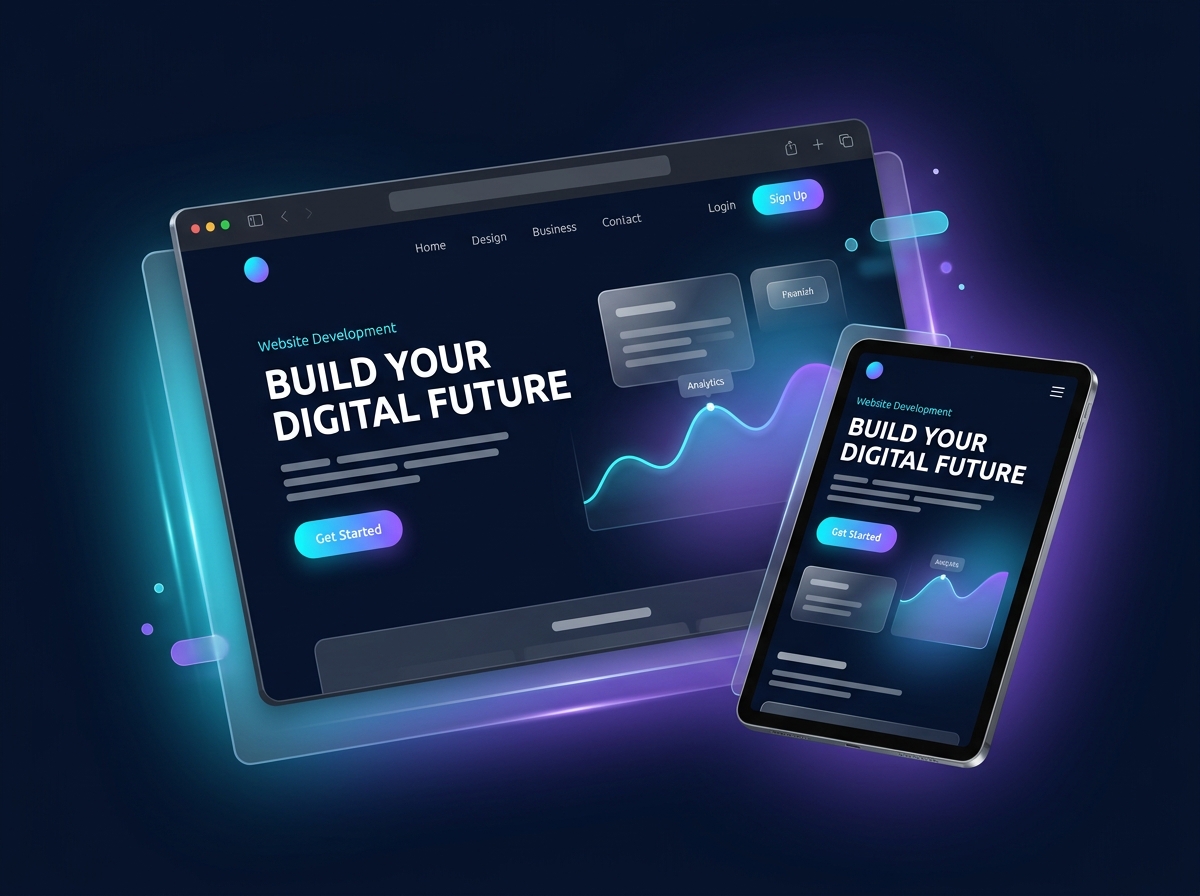 Home Design Business Contact Login Sign Up
Website Development
BUILD YOUR
DIGITAL FUTURE
Get Started
Analytics
Website Development
BUILD YOUR
DIGITAL FUTURE
Get Started